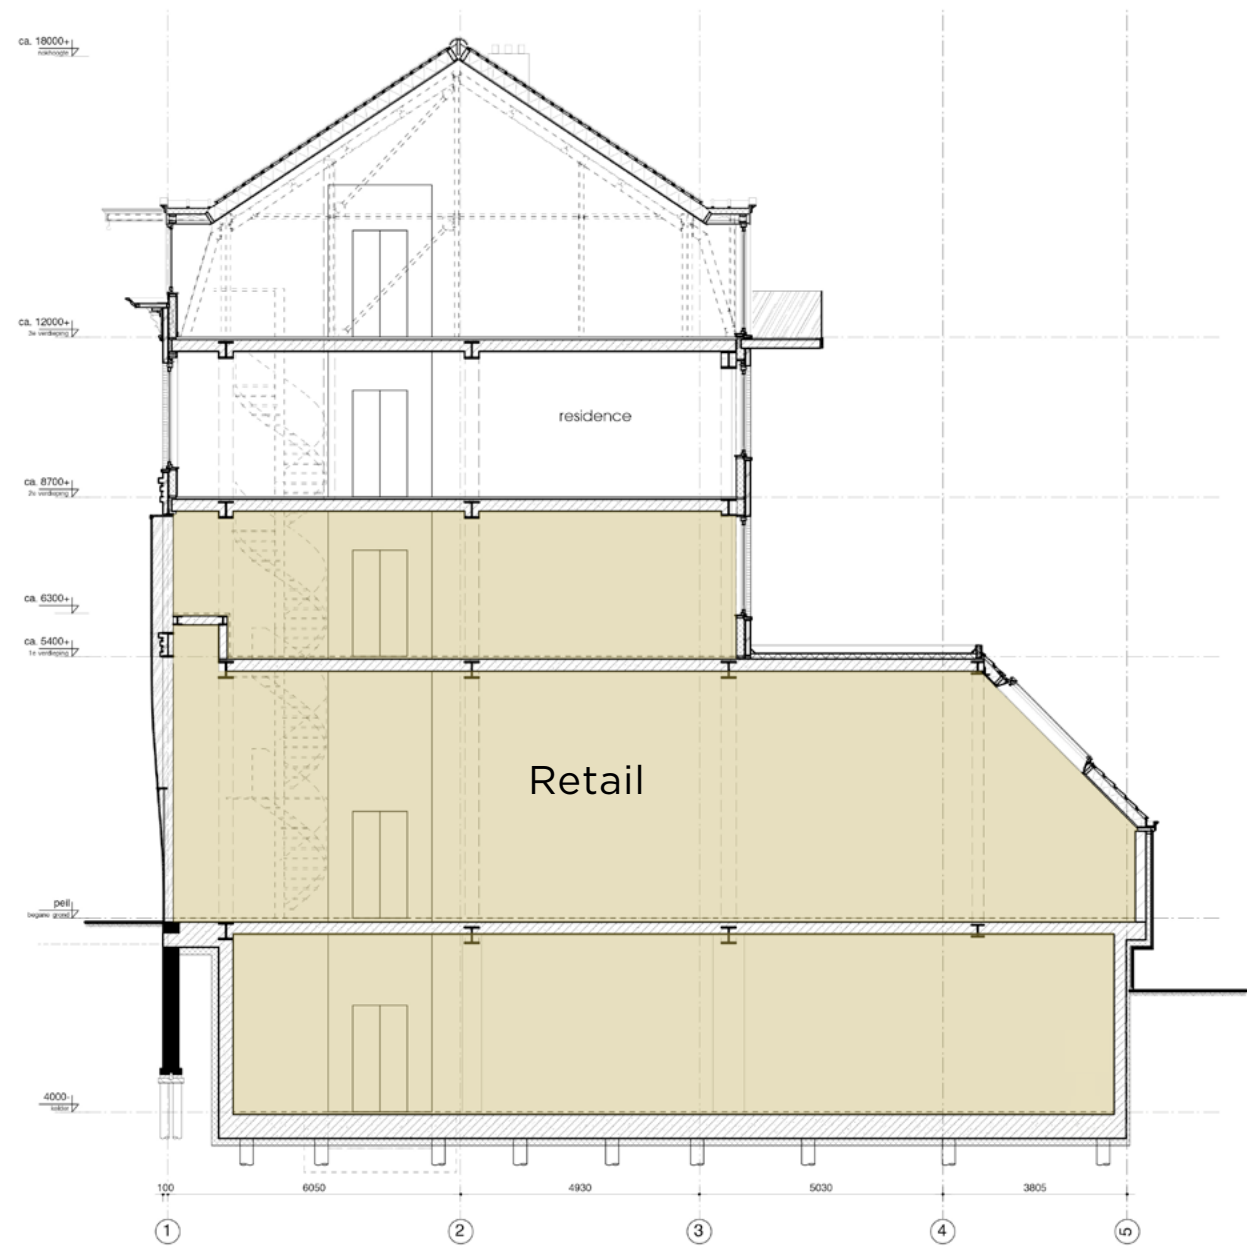 ca. 18000+
nokhoogte
ca. 12000+
3e verdieping
residence
ca. 8700+
2e verdieping
ca. 6300+
ca. 5400+
1e verdieping
Retail
peil
begane grond
4000-
kelder
100
6050
4930
5030
3805
1
2
3
4
5